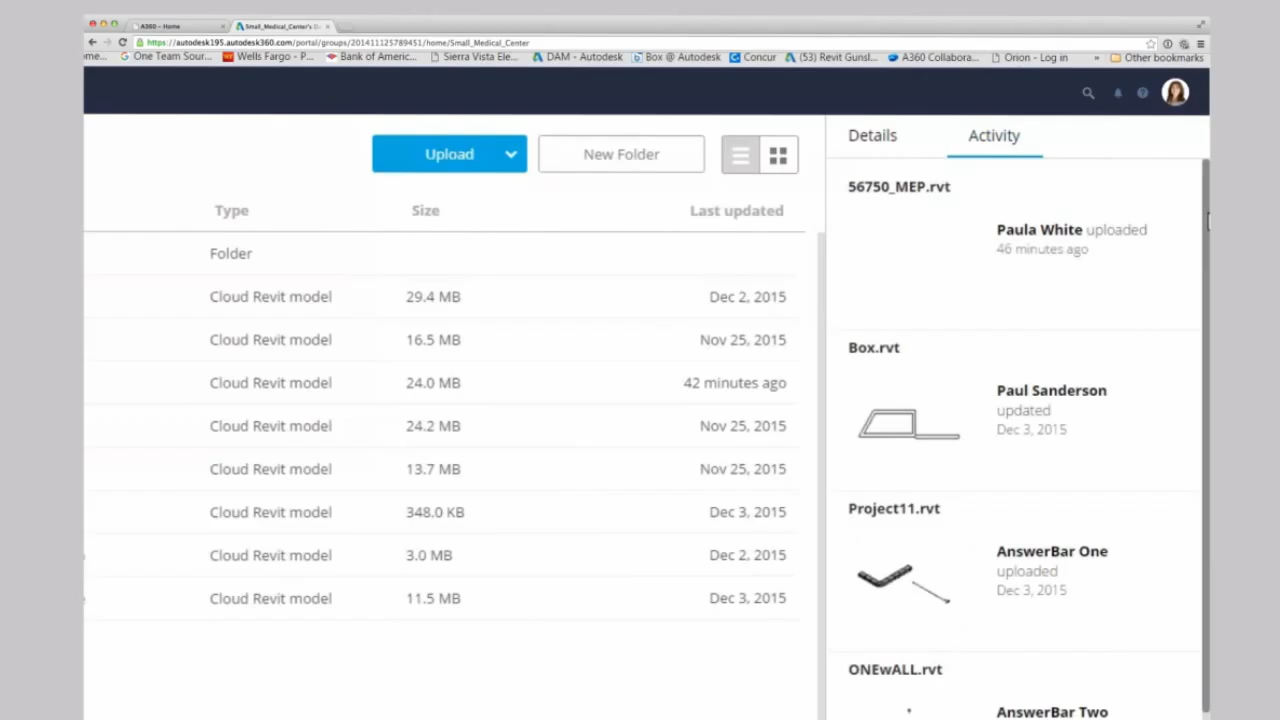 A360 - Home
Small_Medical_Center's D
https://autodesk195.autodesk360.com/portal/groups/201411125789451/home/Small_Medical_Center
ome... One Team Sour... Wells Fargo - P... Bank of Americ... Sierra Vista Ele... DAM - Autodesk Box @ Autodesk Concur (53) Revit Gunsl... A360 Collabora... Orion - Log in » Other bookmarks
Upload New Folder
Details Activity
Type Size Last updated
Folder
Cloud Revit model 29.4 MB Dec 2, 2015
Cloud Revit model 16.5 MB Nov 25, 2015
Cloud Revit model 24.0 MB 42 minutes ago
Cloud Revit model 24.2 MB Nov 25, 2015
Cloud Revit model 13.7 MB Nov 25, 2015
Cloud Revit model 348.0 KB Dec 3, 2015
Cloud Revit model 3.0 MB Dec 2, 2015
Cloud Revit model 11.5 MB Dec 3, 2015
56750_MEP.rvt
Paula White uploaded
46 minutes ago
Box.rvt
Paul Sanderson
updated
Dec 3, 2015
Project11.rvt
AnswerBar One
uploaded
Dec 3, 2015
ONEwALL.rvt
AnswerBar Two